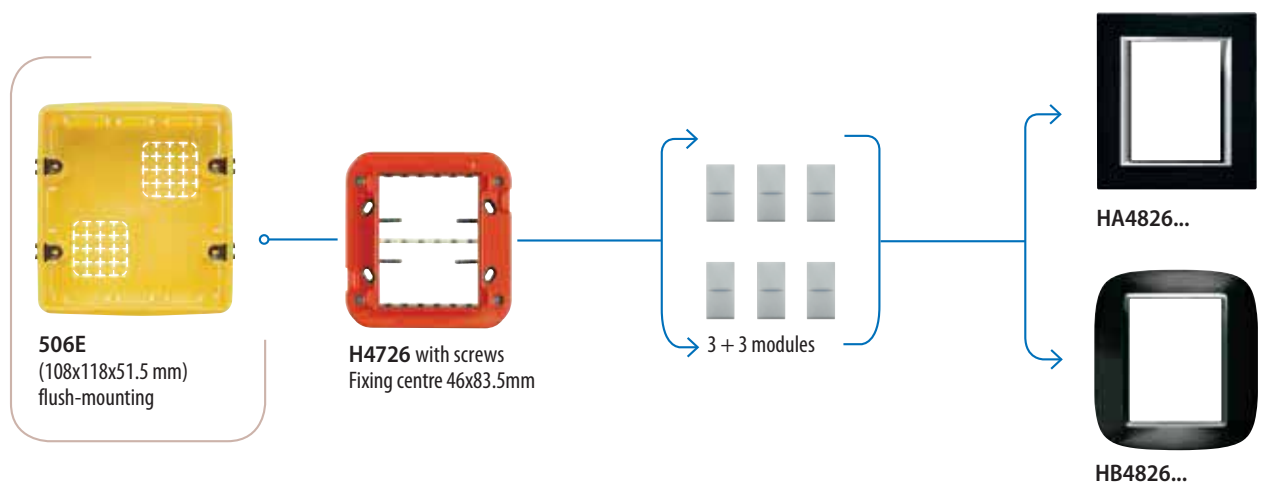 506E
(108x118x51.5 mm)
flush-mounting
H4726 with screws
Fixing centre 46x83.5mm
3 + 3 modules
HA4826...
HB4826...